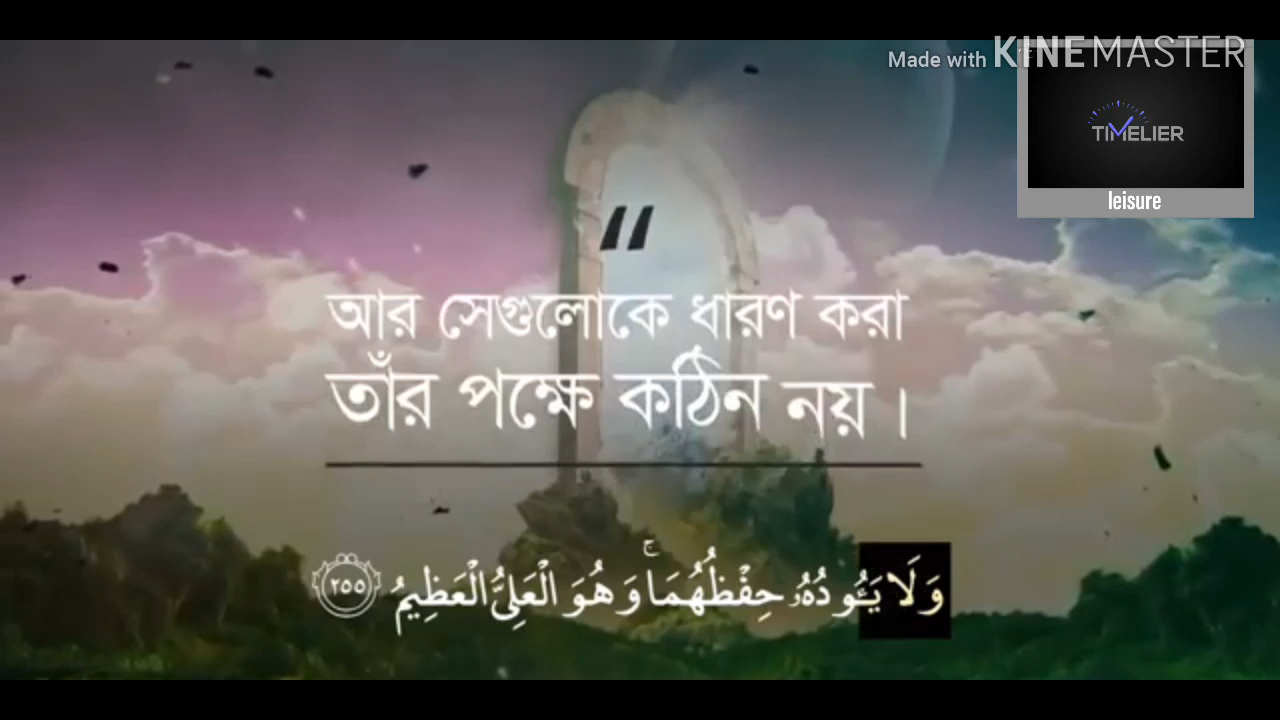 Made with KINEMASTER
TIMELIER
leisure
“
আর সেগুলোকে ধারণ করা
তাঁর পক্ষে কঠিন নয় ।
وَلَا يَـُٔودُهُۥ حِفْظُهُمَا ۚ وَهُوَ الْعَلِىُّ الْعَظِيمُ ٢٥٥